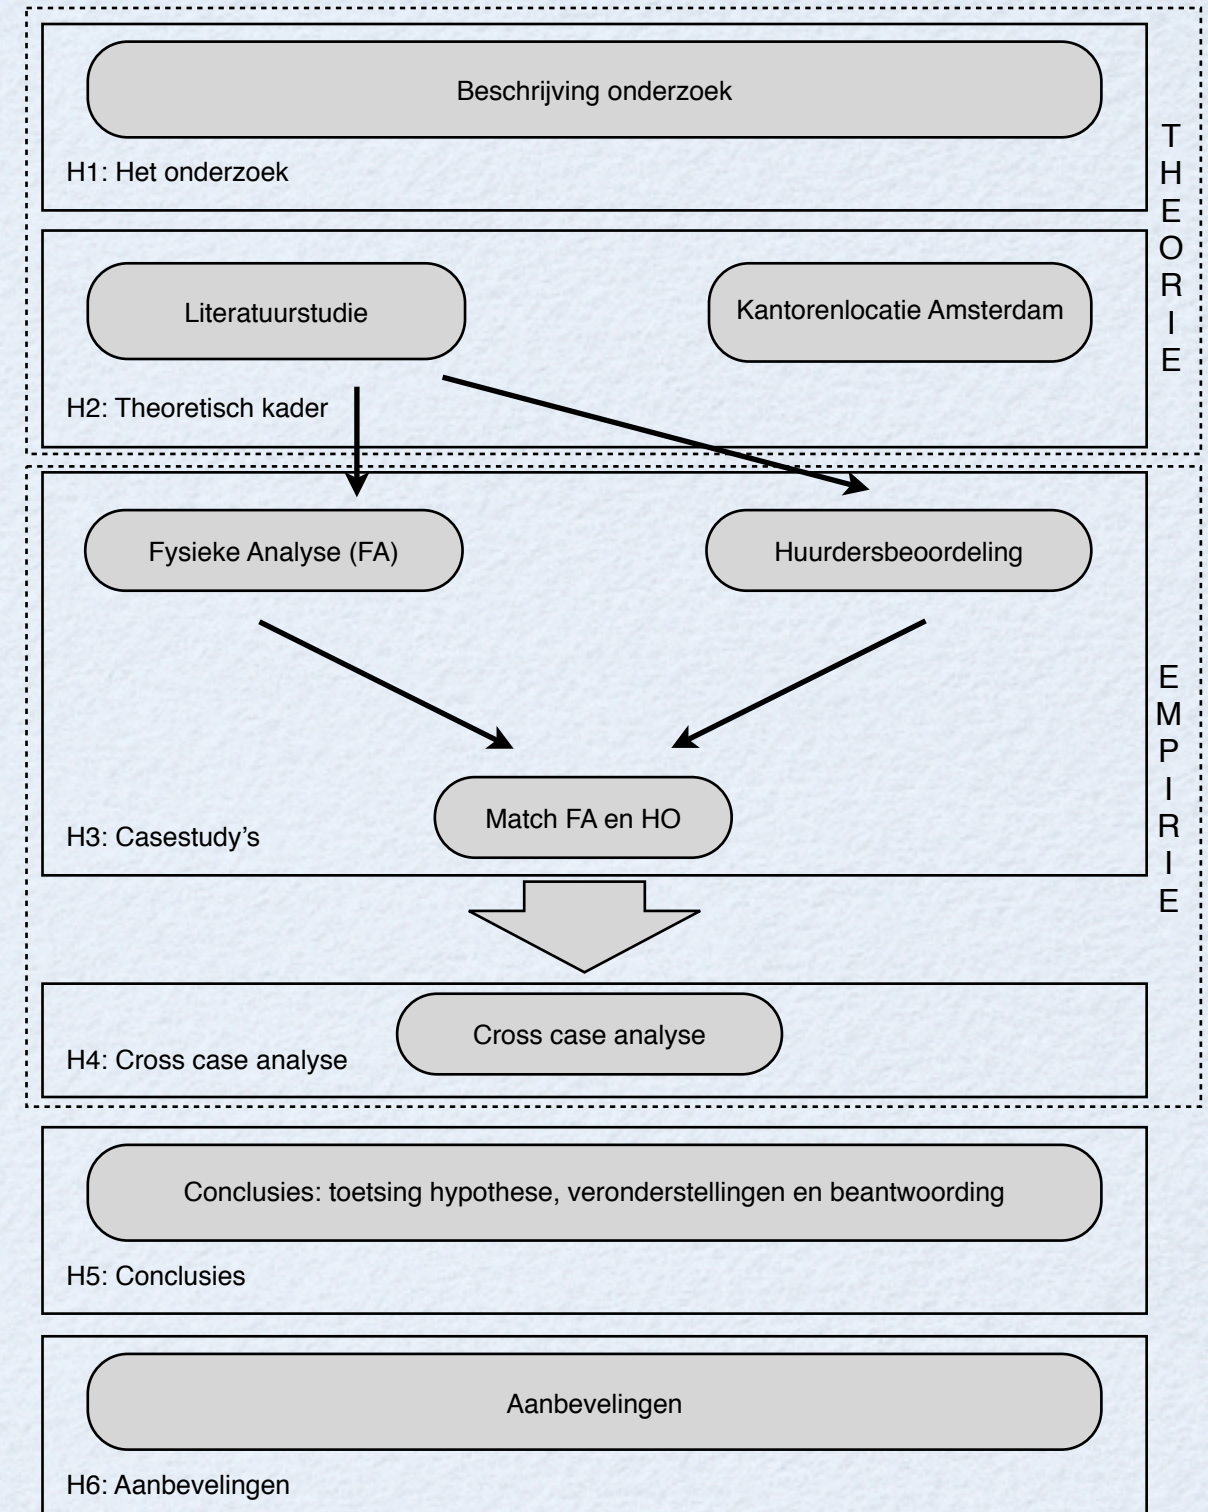 Beschrijving onderzoek
H1: Het onderzoek
THEORIE
Literatuurstudie
Kantorenlocatie Amsterdam
H2: Theoretisch kader
Fysieke Analyse (FA)
Huurdersbeoordeling
EMPIRIE
Match FA en HO
H3: Casestudy’s
Cross case analyse
H4: Cross case analyse
Conclusies: toetsing hypothese, veronderstellingen en beantwoording
H5: Conclusies
Aanbevelingen
H6: Aanbevelingen